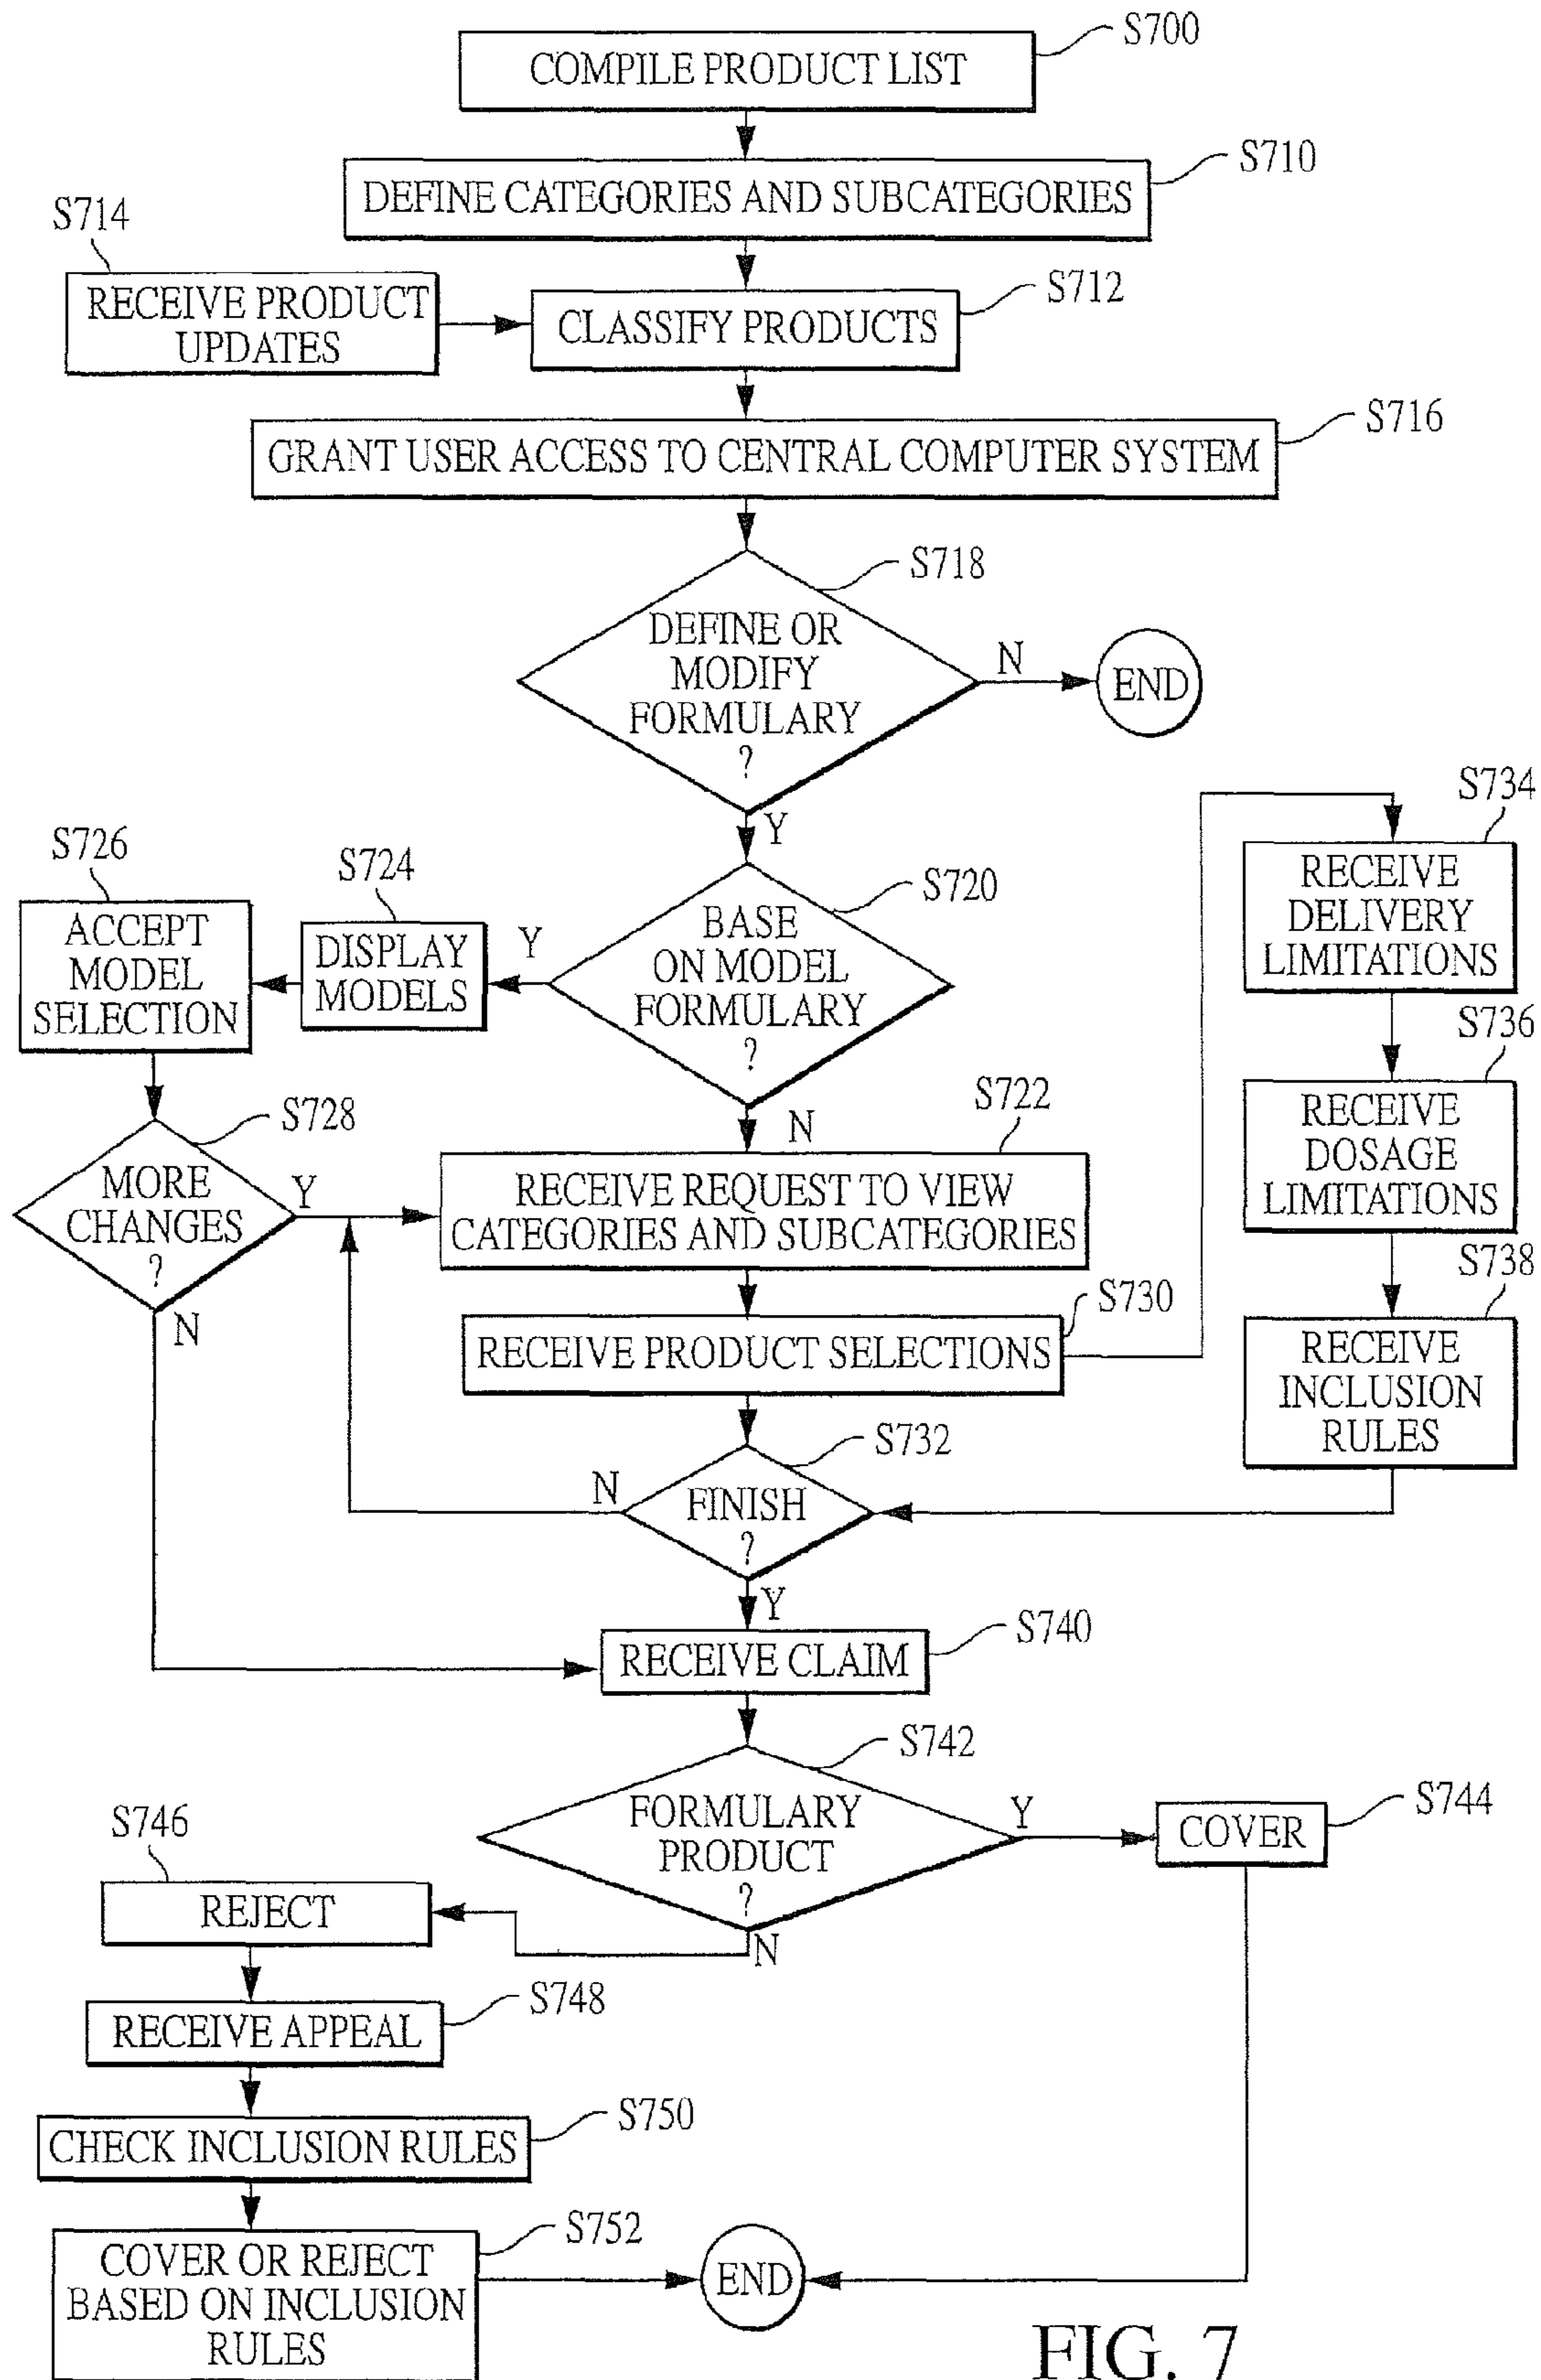 S700
COMPILE PRODUCT LIST
S710
DEFINE CATEGORIES AND SUBCATEGORIES
S714
RECEIVE PRODUCT
UPDATES
S712
CLASSIFY PRODUCTS
S716
GRANT USER ACCESS TO CENTRAL COMPUTER SYSTEM
S718
DEFINE OR
MODIFY
FORMULARY
?
N
END
Y
S720
BASE
ON MODEL
FORMULARY
?
Y
S724
DISPLAY
MODELS
S726
ACCEPT
MODEL
SELECTION
S728
MORE
CHANGES
?
Y
N
N
S722
RECEIVE REQUEST TO VIEW
CATEGORIES AND SUBCATEGORIES
S730
RECEIVE PRODUCT SELECTIONS
S734
RECEIVE
DELIVERY
LIMITATIONS
S736
RECEIVE
DOSAGE
LIMITATIONS
S738
RECEIVE
INCLUSION
RULES
S732
FINISH
?
N
Y
S740
RECEIVE CLAIM
S742
FORMULARY
PRODUCT
?
Y
S744
COVER
N
S746
REJECT
S748
RECEIVE APPEAL
S750
CHECK INCLUSION RULES
S752
COVER OR REJECT
BASED ON INCLUSION
RULES
END
FIG. 7